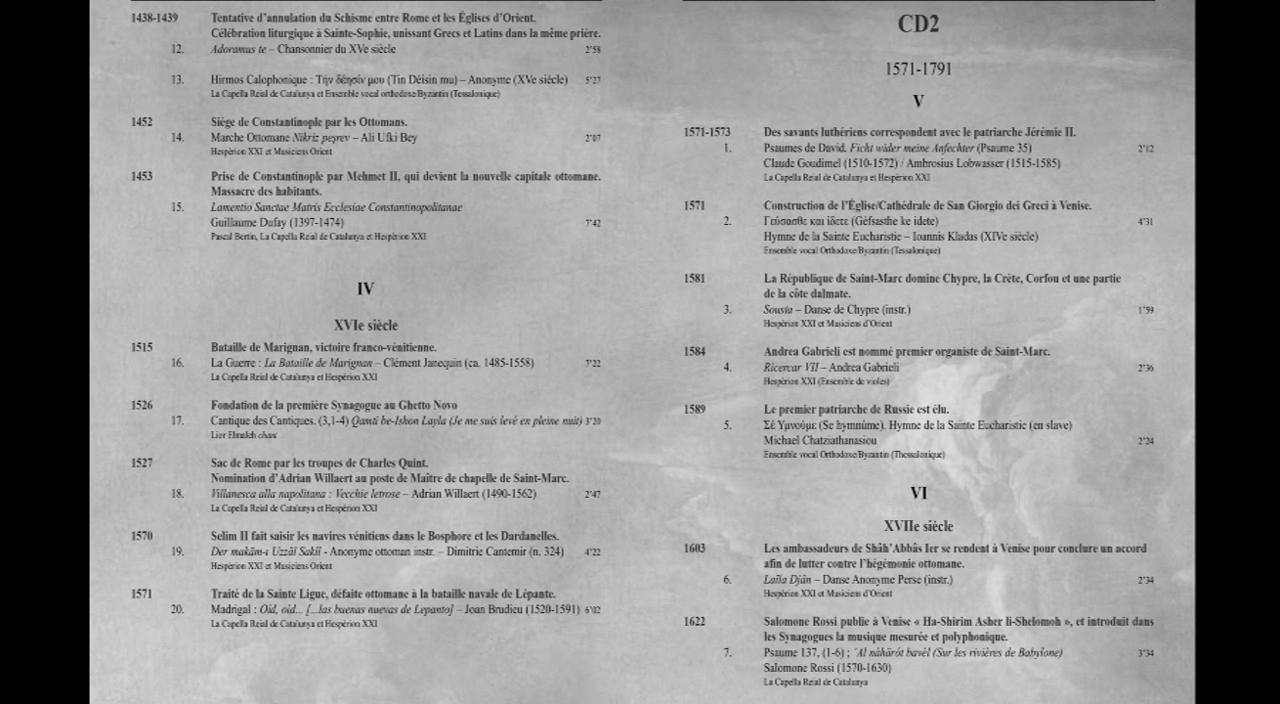 1438-1439 Tentative d'annulation du Schisme entre Rome et les Églises d'Orient.
Célébration liturgique à Sainte-Sophie, unissant Grecs et Latins dans la même prière.
12. Adoramus te – Chansonnier du XVe siècle 2'58
13. Hirmos Calophonique : Τὴν δέησίν μου (Tin Déisin mu) – Anonyme (XVe siècle) 5'27
La Capella Reial de Catalunya et Ensemble vocal orthodoxe/Byzantin (Tessalonique)
1452 Siège de Constantinople par les Ottomans.
14. Marche Ottomane Nikriz peşrev – Ali Ufki Bey 2'07
Hespèrion XXI et Musiciens Orient
1453 Prise de Constantinople par Mehmet II, qui devient la nouvelle capitale ottomane.
Massacre des habitants.
15. Lamentio Sanctae Matris Ecclesiae Constantinopolitanae
Guillaume Dufay (1397-1474) 7'42
Pascal Bertin, La Capella Reial de Catalunya et Hespèrion XXI
IV
XVIe siècle
1515 Bataille de Marignan, victoire franco-vénitienne.
16. La Guerre : La Bataille de Marignan – Clément Janequin (ca. 1485-1558) 7'22
La Capella Reial de Catalunya et Hespèrion XXI
1526 Fondation de la première Synagogue au Ghetto Novo
17. Cantique des Cantiques. (3,1-4) Qamti be-Ishon Layla (Je me suis levé en pleine nuit) 3'20
Lior Elmaleh chant
1527 Sac de Rome par les troupes de Charles Quint.
Nomination d'Adrian Willaert au poste de Maître de chapelle de Saint-Marc.
18. Villanesca alla napolitana : Vecchie letrose – Adrian Willaert (1490-1562) 2'47
La Capella Reial de Catalunya et Hespèrion XXI
1570 Selim II fait saisir les navires vénitiens dans le Bosphore et les Dardanelles.
19. Der makām-ı Uzzäl Sakîl - Anonyme ottoman instr. – Dimitrie Cantemir (n. 324) 4'22
Hespèrion XXI et Musiciens Orient
1571 Traité de la Sainte Ligue, défaite ottomane à la bataille navale de Lépante.
20. Madrigal : Oid, oid... [...las buenas nuevas de Lepanto] – Joan Brudieu (1520-1591) 6'02
La Capella Reial de Catalunya et Hespèrion XXI
CD2
1571-1791
V
1571-1573 Des savants luthériens correspondent avec le patriarche Jérémie II.
1. Psaumes de David. Ficht wider meine Anfechter (Psaume 35) 2'12
Claude Goudimel (1510-1572) / Ambrosius Lobwasser (1515-1585)
La Capella Reial de Catalunya et Hespèrion XXI
1571 Construction de l'Église/Cathédrale de San Giorgio dei Greci à Venise.
2. Γεύσασθε και ίδετε (Géfsasthe ke idete) 4'31
Hymne de la Sainte Eucharistie – Ioannis Kladas (XIVe siècle)
Ensemble vocal Orthodoxe/Byzantin (Tessalonique)
1581 La République de Saint-Marc domine Chypre, la Crète, Corfou et une partie
de la côte dalmate.
3. Sousta – Danse de Chypre (instr.) 1'59
Hespèrion XXI et Musiciens d'Orient
1584 Andrea Gabrieli est nommé premier organiste de Saint-Marc.
4. Ricercar VII – Andrea Gabrieli 2'36
Hespèrion XXI (Ensemble de violes)
1589 Le premier patriarche de Russie est élu.
5. Σέ Υμνούμε (Se hymnúme). Hymne de la Sainte Eucharistie (en slave)
Michael Chatziathanasiou 2'24
Ensemble vocal Orthodoxe/Byzantin (Thessalonique)
VI
XVIIe siècle
1603 Les ambassadeurs de Shâh'Abbâs Ier se rendent à Venise pour conclure un accord
afin de lutter contre l'hégémonie ottomane.
6. Laïla Djân – Danse Anonyme Perse (instr.) 2'34
Hespèrion XXI et Musiciens d'Orient
1622 Salomone Rossi publie à Venise « Ha-Shirim Asher li-Shelomoh », et introduit dans
les Synagogues la musique mesurée et polyphonique.
7. Psaume 137, (1-6) ; 'Al nàhärót bavèl (Sur les rivières de Babylone) 3'34
Salomone Rossi (1570-1630)
La Capella Reial de Catalunya